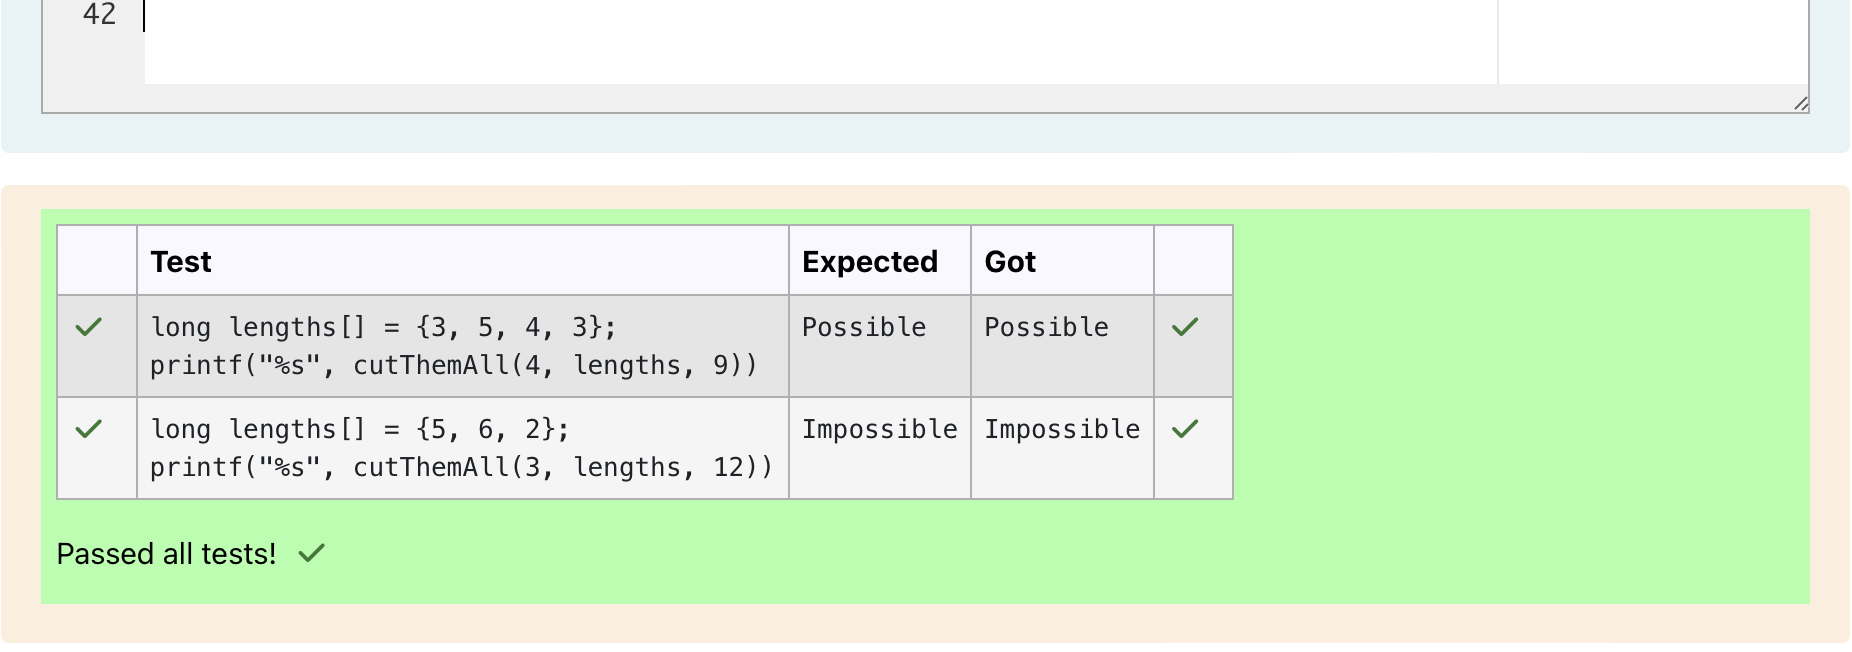 42
Test Expected Got
long lengths[] = {3, 5, 4, 3}; Possible Possible
printf("%s", cutThemAll(4, lengths, 9))
long lengths[] = {5, 6, 2}; Impossible Impossible
printf("%s", cutThemAll(3, lengths, 12))
Passed all tests!